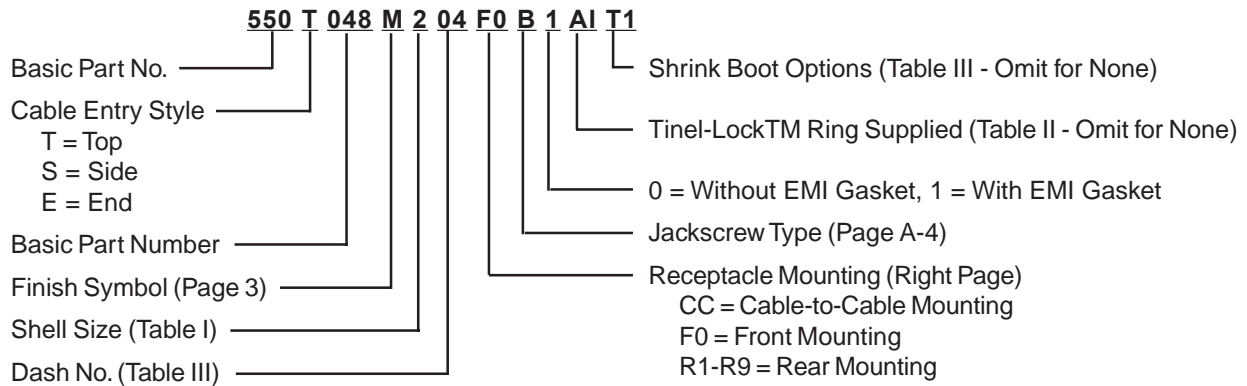 550 T 048 M 2 04 F0 B 1 AI T1
Basic Part No.
Cable Entry Style
T = Top
S = Side
E = End
Basic Part Number
Finish Symbol (Page 3)
Shell Size (Table I)
Dash No. (Table III)
Shrink Boot Options (Table III - Omit for None)
Tinel-LockTM Ring Supplied (Table II - Omit for None)
0 = Without EMI Gasket, 1 = With EMI Gasket
Jackscrew Type (Page A-4)
Receptacle Mounting (Right Page)
CC = Cable-to-Cable Mounting
F0 = Front Mounting
R1-R9 = Rear Mounting